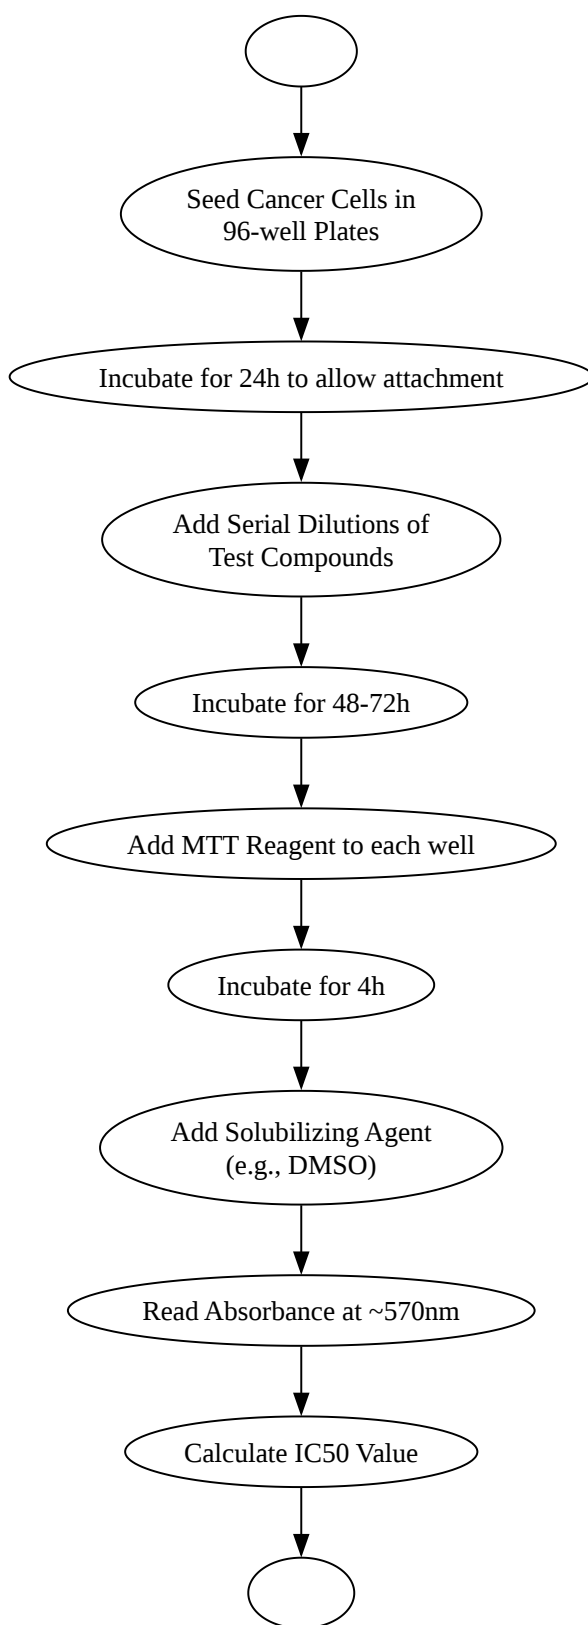 Seed Cancer Cells in
96-well Plates
Incubate for 24h to allow attachment
Add Serial Dilutions of
Test Compounds
Incubate for 48-72h
Add MTT Reagent to each well
Incubate for 4h
Add Solubilizing Agent
(e.g., DMSO)
Read Absorbance at ~570nm
Calculate IC50 Value